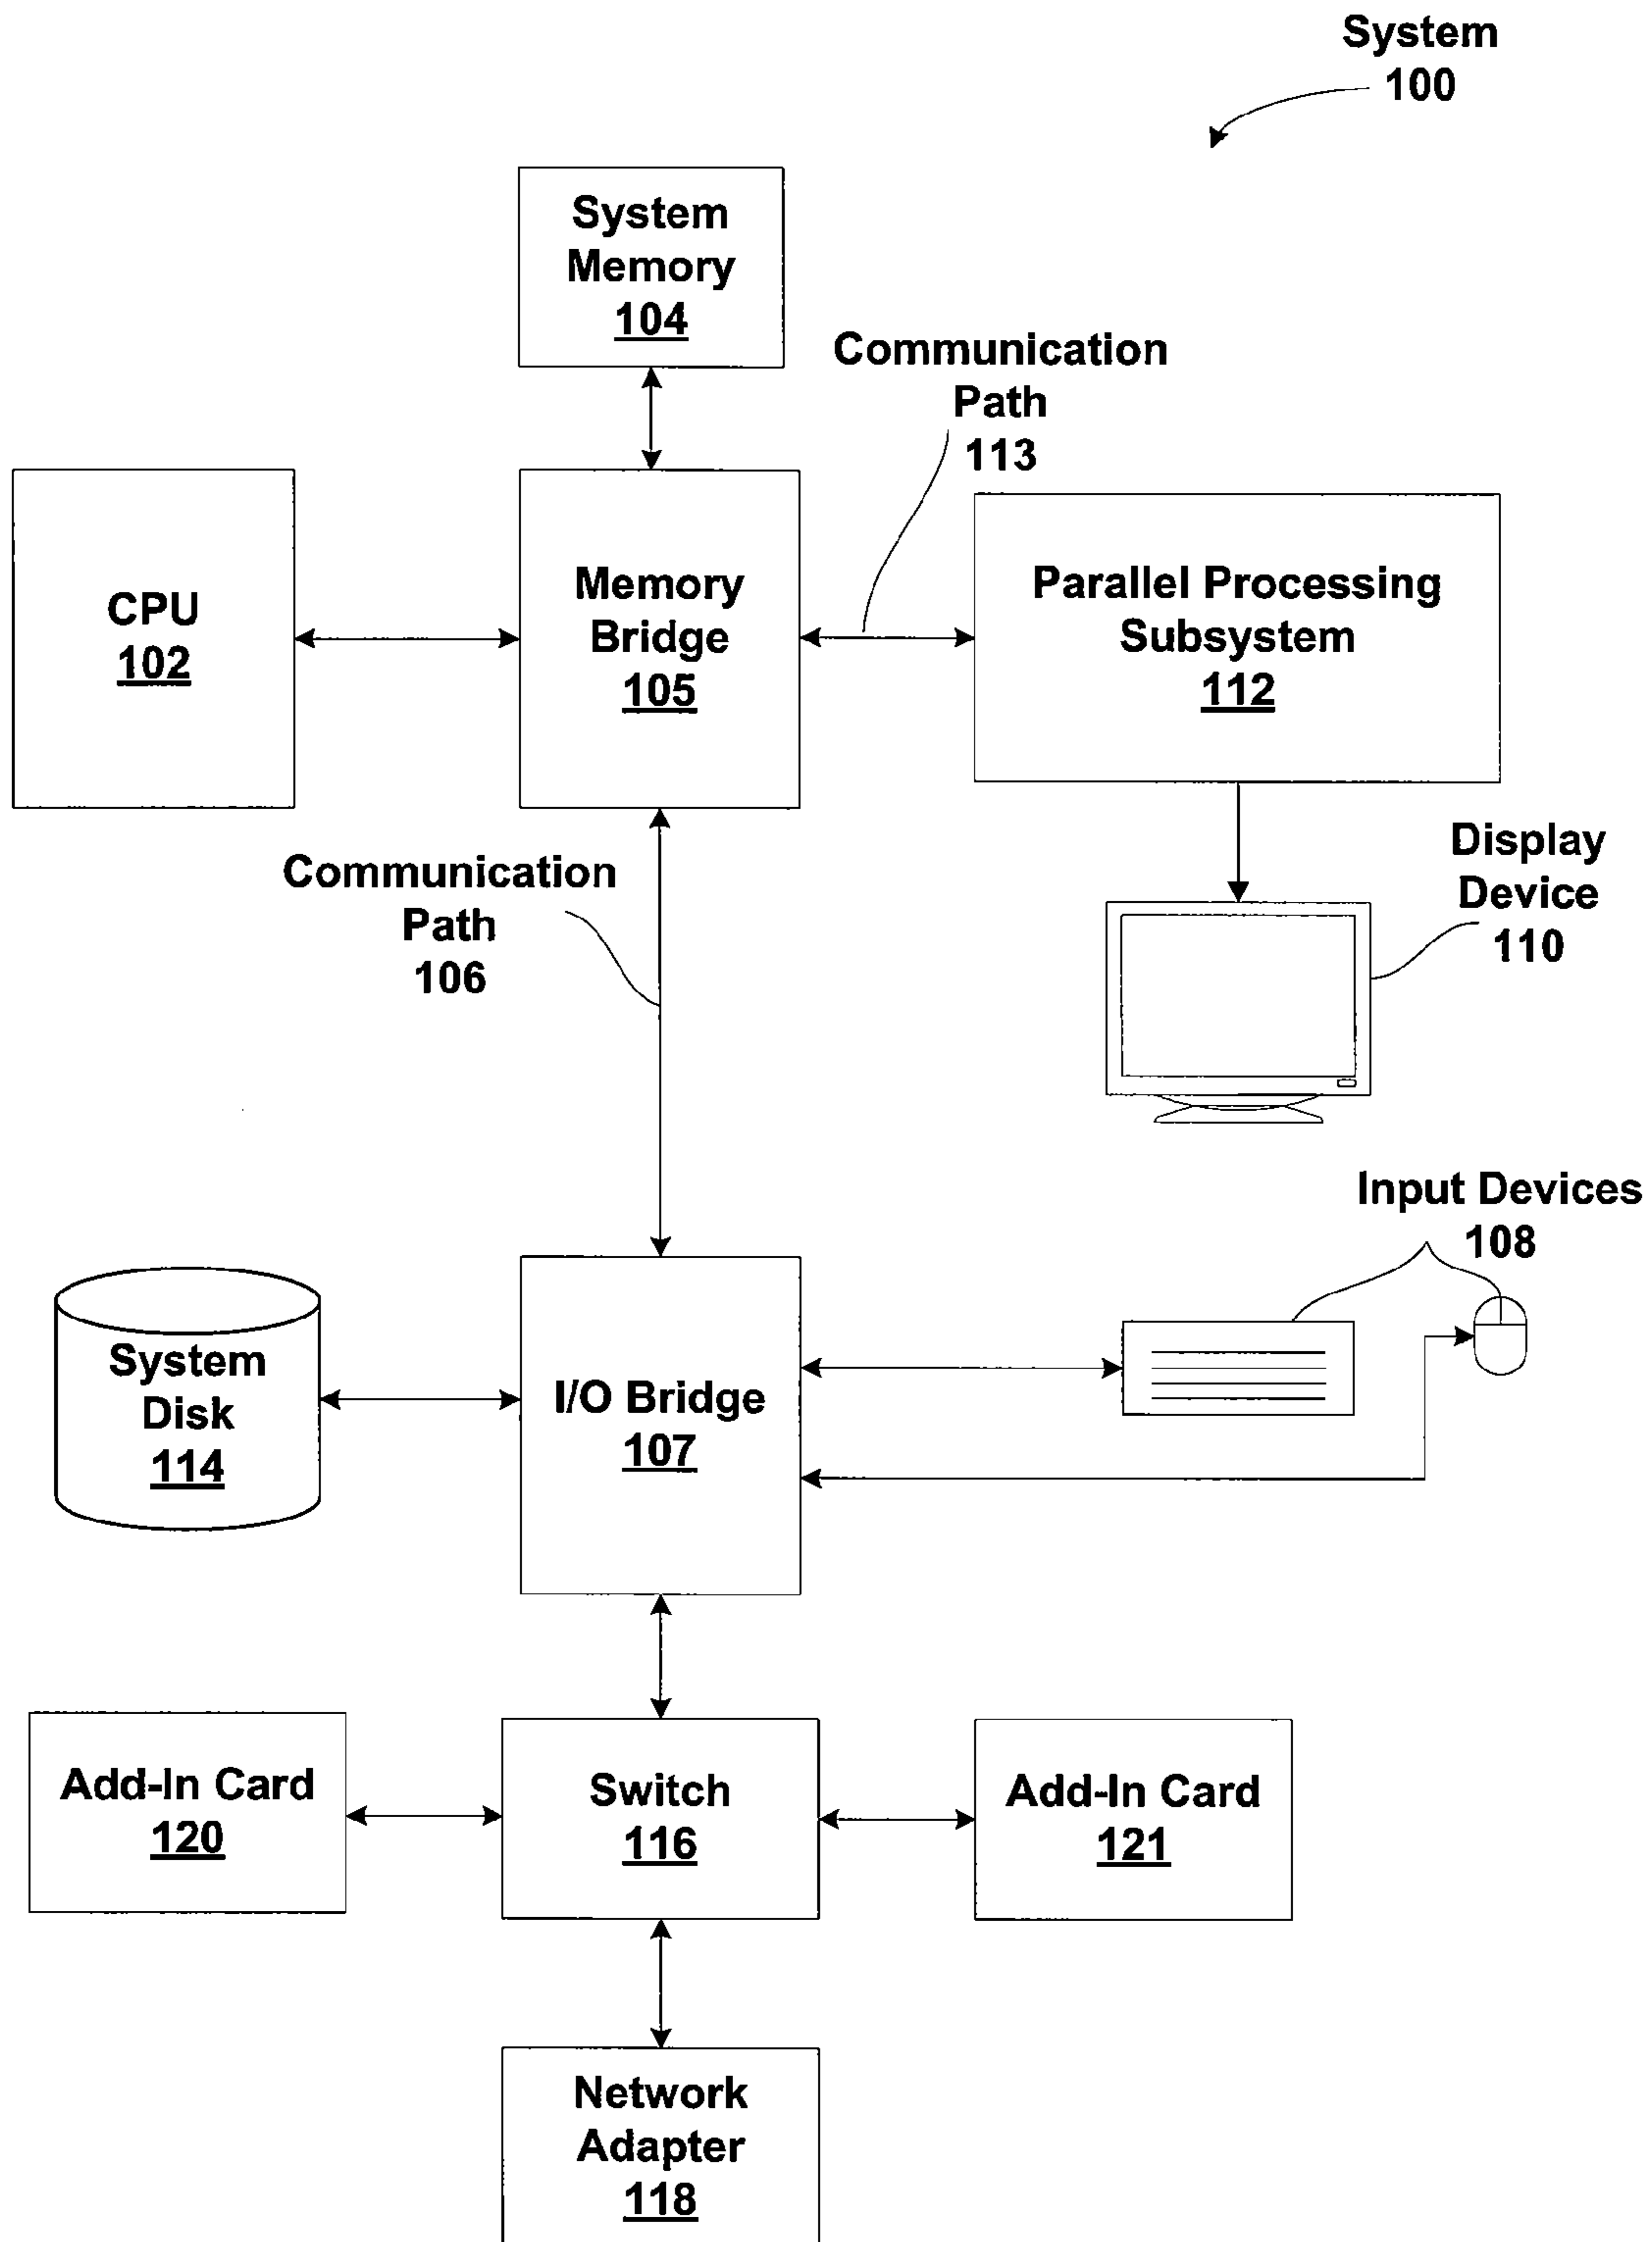 System
100
System
Memory
104
Communication
Path
113
CPU
102
Memory
Bridge
105
Parallel Processing
Subsystem
112
Communication
Path
106
Display
Device
110
Input Devices
108
System
Disk
114
I/O Bridge
107
Add-In Card
120
Switch
116
Add-In Card
121
Network
Adapter
118